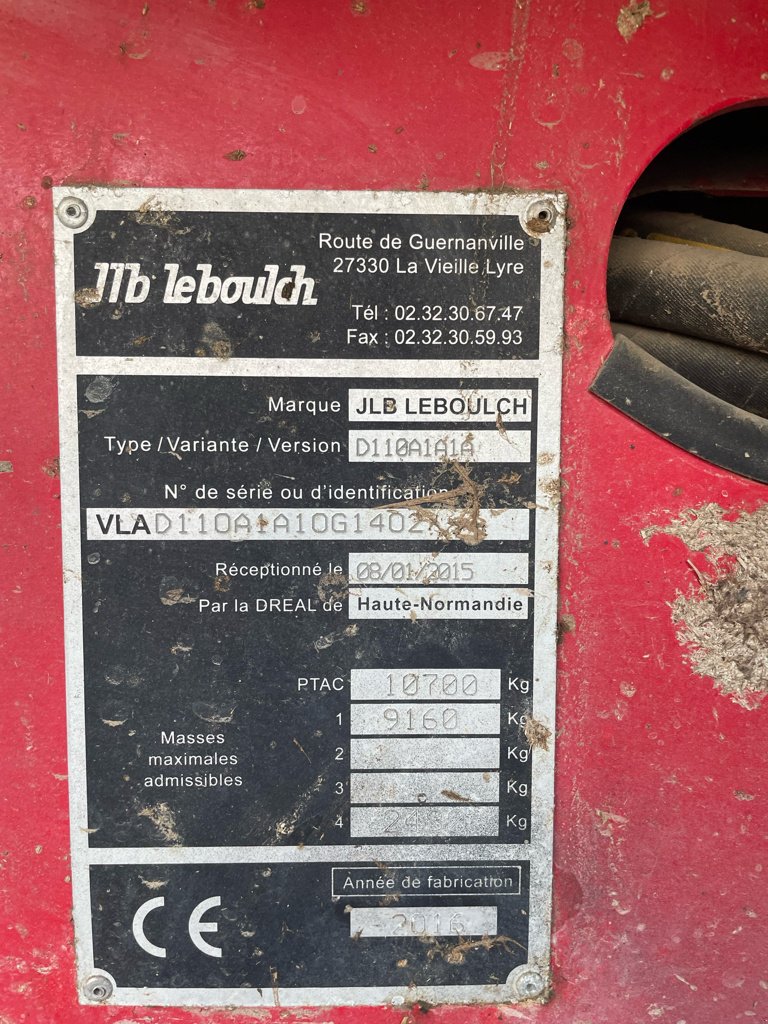 JLB leboulch
Route de Guernanville
27330 La Vieille Lyre
Tél : 02.32.30.67.47
Fax : 02.32.30.59.93
Marque JLB LEBOULCH
Type / Variante / Version D110A1A1A
N° de série ou d'identification
Réceptionné le 08/01/2015
Par la DREAL de Haute-Normandie
PTAC 10700 Kg
1 9160 Kg
2 Kg
Masses
maximales
admissibles
3 Kg
4 Kg
Année de fabrication
CE 2016